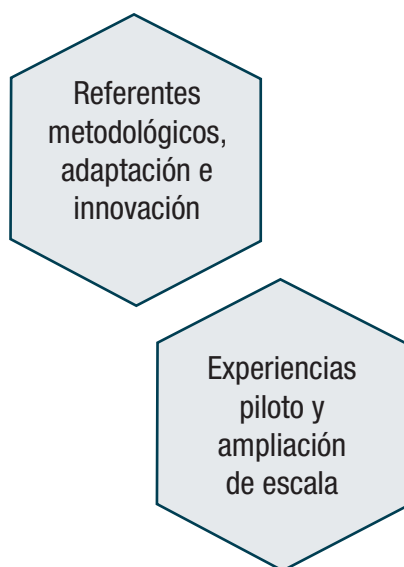 Referentes
metodológicos,
adaptación e
innovación
Experiencias
piloto y
ampliación
de escala